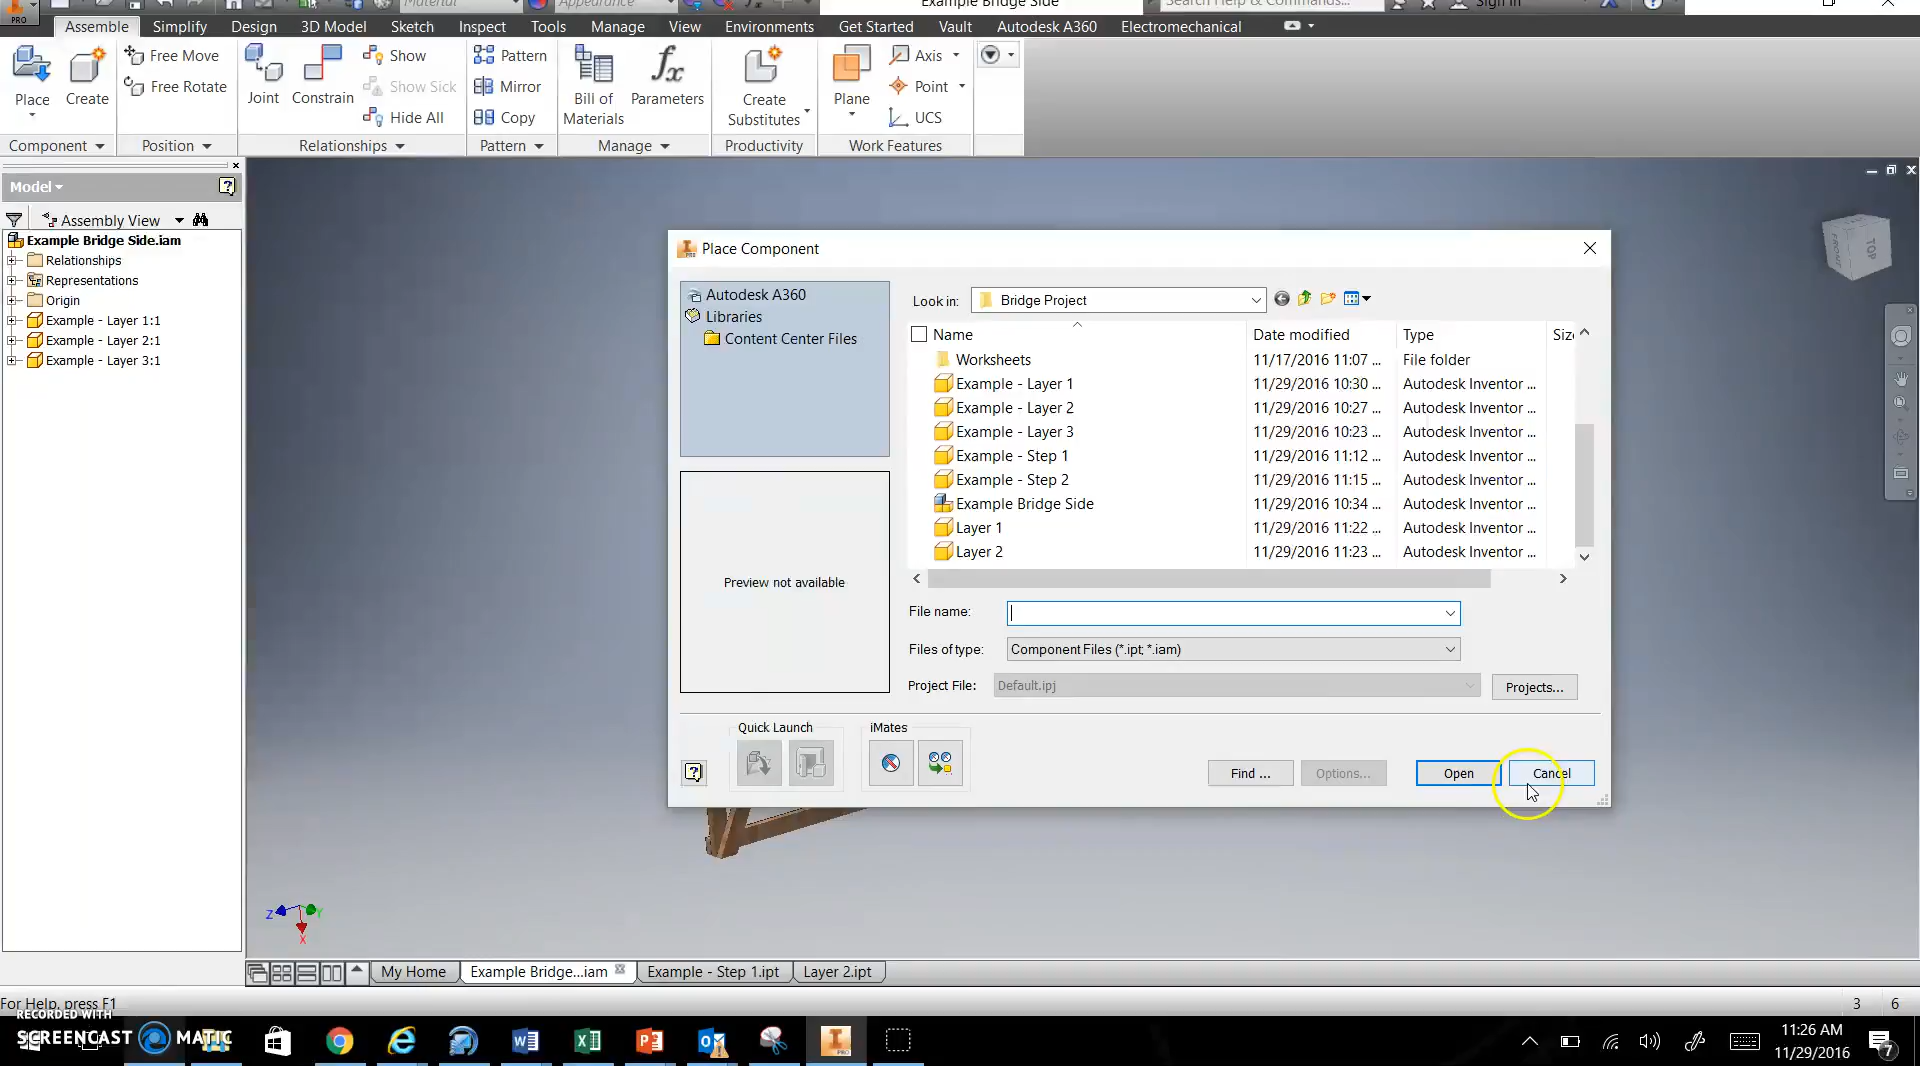 Material
Appearance
Example Bridge Side
Search Help & Commands...
Sign In
PRO
Assemble Simplify Design 3D Model Sketch Inspect Tools Manage View Environments Get Started Vault Autodesk A360 Electromechanical
Place
Create
Free Move
Free Rotate
Joint
Constrain
Show
Show Sick
Hide All
Pattern
Mirror
Copy
Bill of
Materials
Parameters
Create
Substitutes
Plane
Axis
Point
UCS
Component Position Relationships Pattern Manage Productivity Work Features
Model
Assembly View
Example Bridge Side.iam
Relationships
Representations
Origin
Example - Layer 1:1
Example - Layer 2:1
Example - Layer 3:1
FRONT
TOP
Place Component
Autodesk A360
Libraries
Content Center Files
Look in: Bridge Project
Name Date modified Type Siz
Worksheets 11/17/2016 11:07 ... File folder
Example - Layer 1 11/29/2016 10:30 ... Autodesk Inventor ...
Example - Layer 2 11/29/2016 10:27 ... Autodesk Inventor ...
Example - Layer 3 11/29/2016 10:23 ... Autodesk Inventor ...
Example - Step 1 11/29/2016 11:12 ... Autodesk Inventor ...
Example - Step 2 11/29/2016 11:15 ... Autodesk Inventor ...
Example Bridge Side 11/29/2016 10:34 ... Autodesk Inventor ...
Layer 1 11/29/2016 11:22 ... Autodesk Inventor ...
Layer 2 11/29/2016 11:23 ... Autodesk Inventor ...
Preview not available
File name:
Files of type: Component Files (*.ipt; *.iam)
Project File: Default.ipj Projects...
Quick Launch iMates
Find ... Options... Open Cancel
Z Y
X
My Home Example Bridge...iam Example - Step 1.ipt Layer 2.ipt
For Help, press F1 3 6
RECORDED WITH
SCREENCAST MATIC
11:26 AM
11/29/2016
7